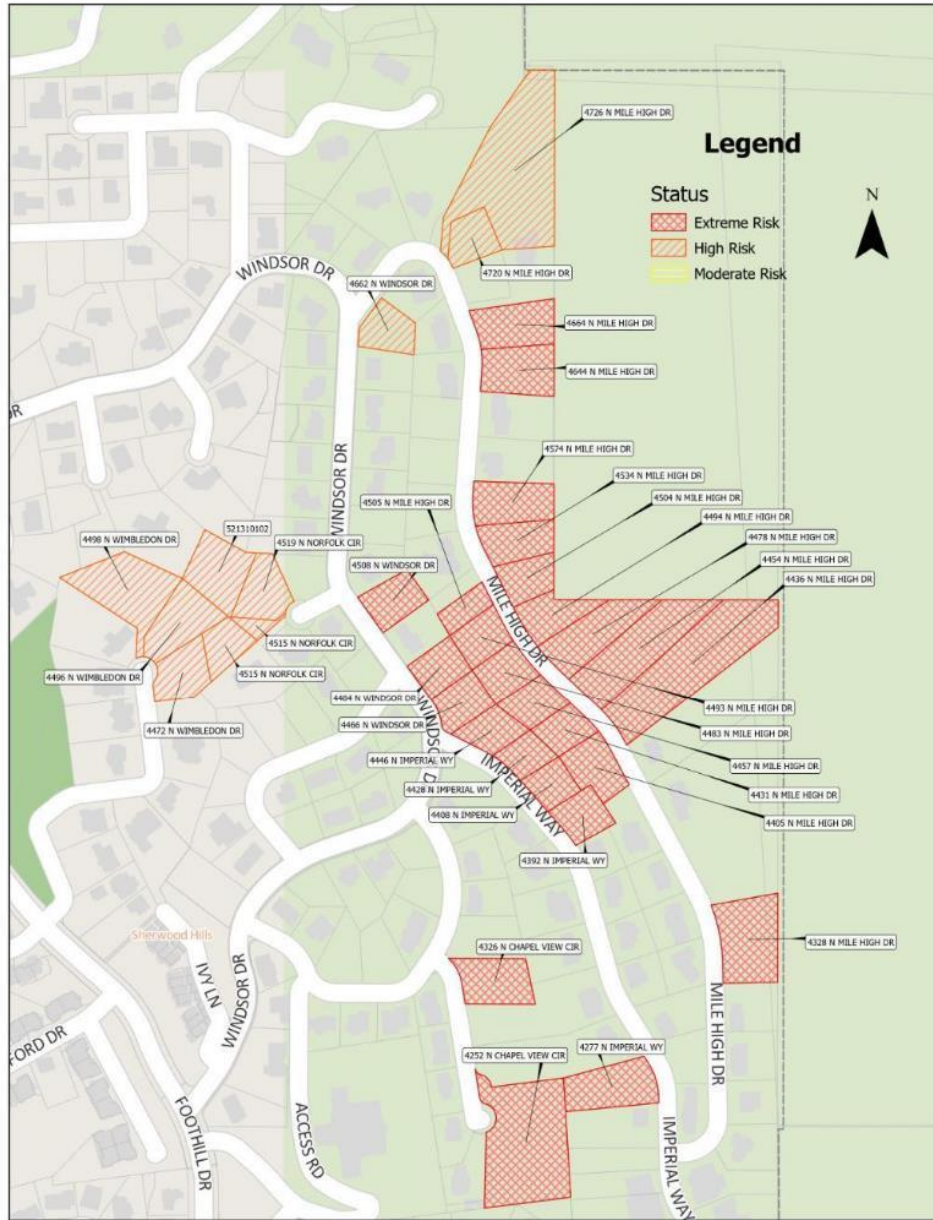 4726 N MILE HIGH DR
Legend
Status
Extreme Risk
High Risk
Moderate Risk
N
4720 N MILE HIGH DR
WINDSOR DR
4662 N WINDSOR DR
4664 N MILE HIGH DR
4644 N MILE HIGH DR
DR
WINDSOR DR
4574 N MILE HIGH DR
4534 N MILE HIGH DR
4505 N MILE HIGH DR
4504 N MILE HIGH DR
4494 N MILE HIGH DR
521310102
4478 N MILE HIGH DR
4498 N WIMBLEDON DR
4519 N NORFOLK CIR
4454 N MILE HIGH DR
4508 N WINDSOR DR
4436 N MILE HIGH DR
MILE HIGH DR
4515 N NORFOLK CIR
4515 N NORFOLK CIR
4496 N WIMBLEDON DR
4484 N WINDSOR DR
4493 N MILE HIGH DR
4472 N WIMBLEDON DR
4466 N WINDSOR DR
WINDSOR D
4483 N MILE HIGH DR
4446 N IMPERIAL WY
4457 N MILE HIGH DR
IMPERIAL WAY
4428 N IMPERIAL WY
4431 N MILE HIGH DR
4408 N IMPERIAL WY
4405 N MILE HIGH DR
4392 N IMPERIAL WY
Sherwood Hills
4328 N MILE HIGH DR
4326 N CHAPEL VIEW CIR
IVY LN
WINDSOR DR
MILE HIGH DR
FORD DR
4252 N CHAPEL VIEW CIR
4277 N IMPERIAL WY
FOOTHILL DR
ACCESS RD
IMPERIAL WAY